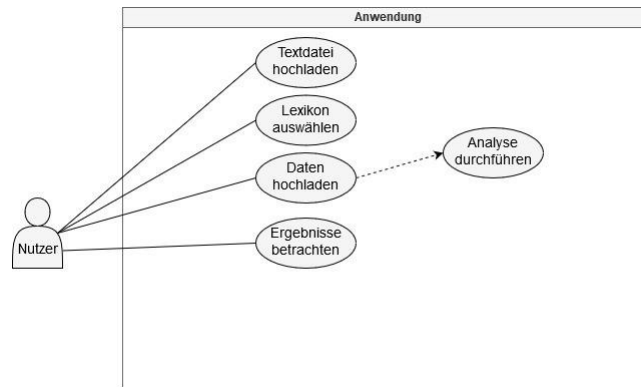 Anwendung
Textdatei
hochladen
Lexikon
auswählen
Daten
hochladen
Analyse
durchführen
Nutzer
Ergebnisse
betrachten